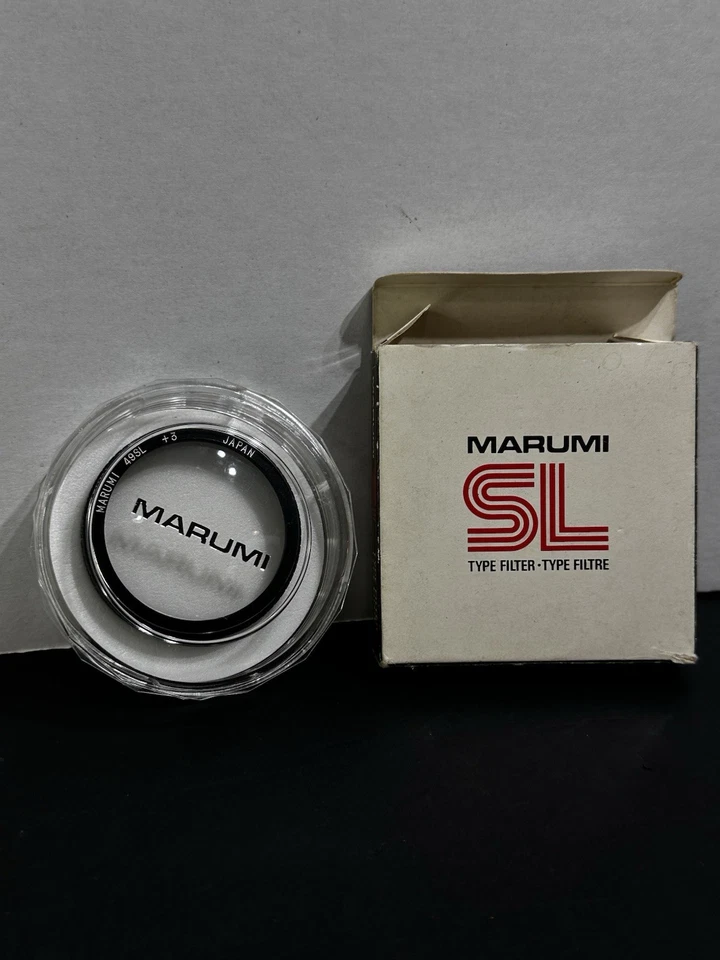 MARUMI 49SL +3 JAPAN
MARUMI
MARUMI
SL
TYPE FILTER·TYPE FILTRE